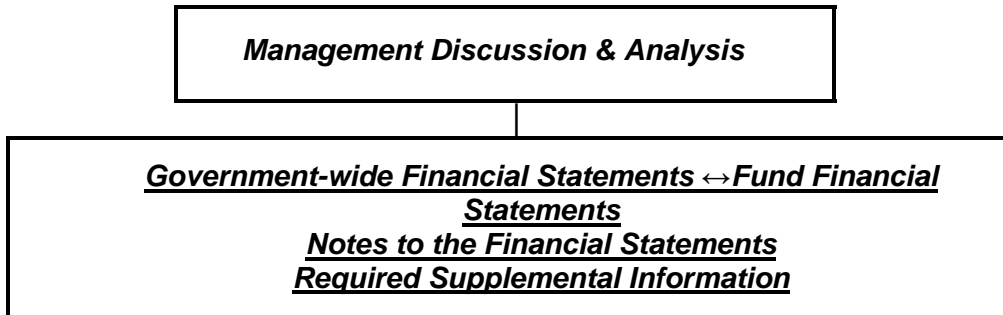 Management Discussion & Analysis
Government-wide Financial Statements ↔Fund Financial
Statements
Notes to the Financial Statements
Required Supplemental Information